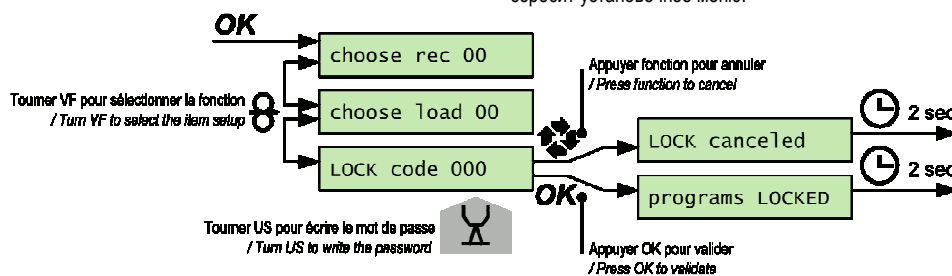 OK
choose rec 00
Appuyer fonction pour annuler
/ Press function to cancel
Tourner VF pour sélectionner la fonction
/ Turn VF to select the item setup
choose load 00
2 sec
LOCK canceled
LOCK code 000
2 sec
OK
programs LOCKED
Tourner US pour écrire le mot de passe
/ Turn US to write the password
Appuyer OK pour valider
/ Press OK to validate